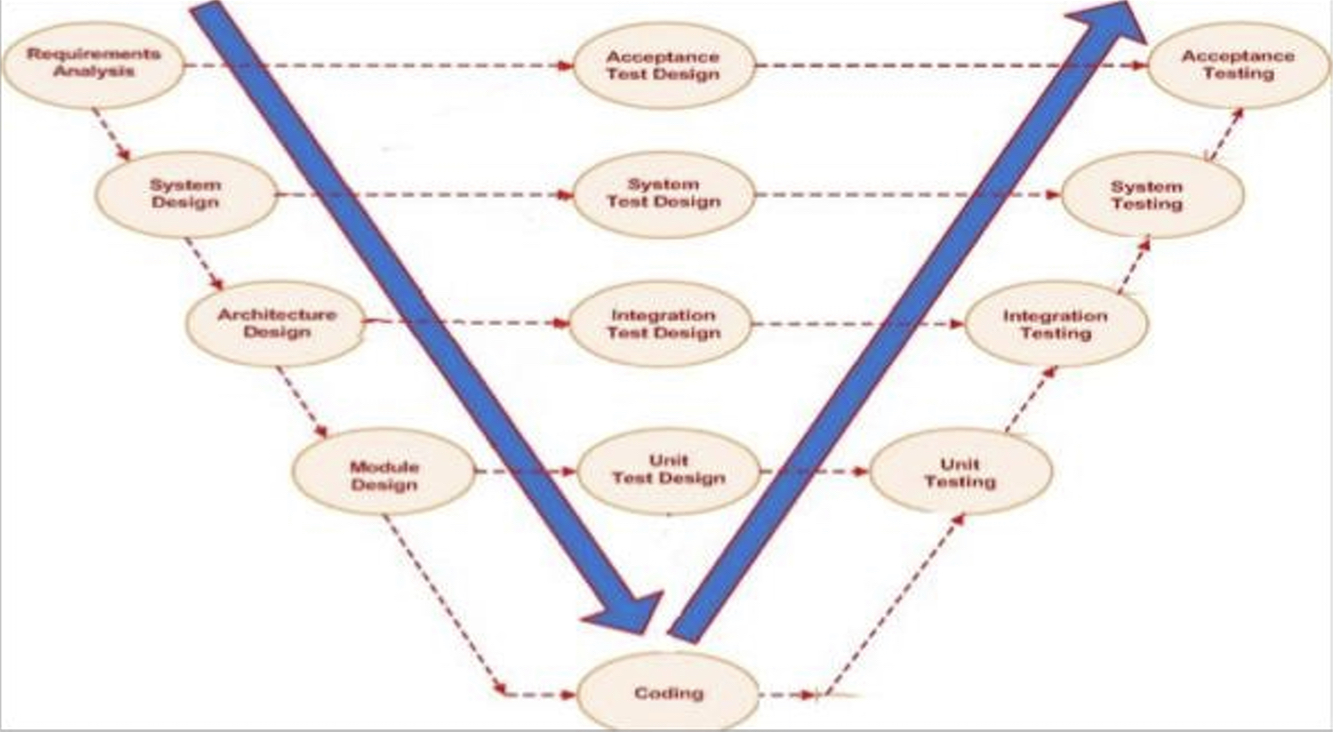 Requirements
Analysis
Acceptance
Test Design
Acceptance
Testing
System
Design
System
Test Design
System
Testing
Architecture
Design
Integration
Test Design
Integration
Testing
Module
Design
Unit
Test Design
Unit
Testing
Coding